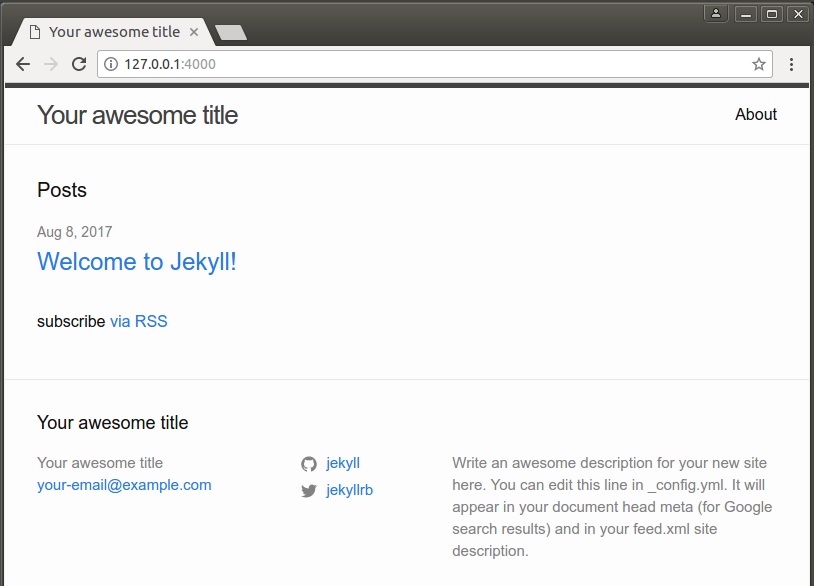 Your awesome title
127.0.0.1:4000
Your awesome title
About
Posts
Aug 8, 2017
Welcome to Jekyll!
subscribe via RSS
Your awesome title
Your awesome title
your-email@example.com
jekyll
jekyllrb
Write an awesome description for your new site
here. You can edit this line in _config.yml. It will
appear in your document head meta (for Google
search results) and in your feed.xml site
description.